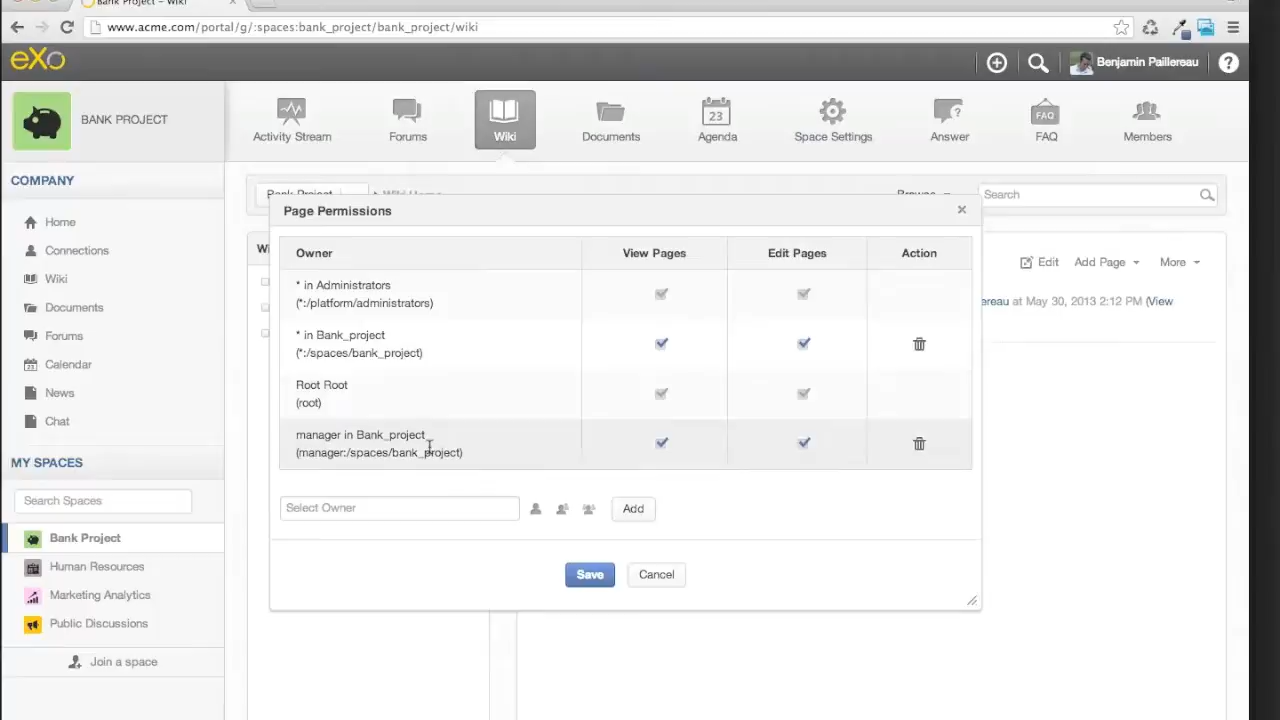 Bank Project – Wiki
www.acme.com/portal/g/:spaces:bank_project/bank_project/wiki
eXo
Benjamin Paillereau
?
BANK PROJECT
Activity Stream
Forums
Wiki
Documents
23
Agenda
Space Settings
?
Answer
FAQ
FAQ
Members
COMPANY
Home
Connections
Wiki
Documents
Forums
Calendar
News
Chat
MY SPACES
Search Spaces
Bank Project
Human Resources
Marketing Analytics
Public Discussions
Join a space
Bank Project
Wiki Home
Browse
Search
Wi
Edit
Add Page
More
ereau at May 30, 2013 2:12 PM (View
Page Permissions
Owner
View Pages
Edit Pages
Action
* in Administrators
(*:/platform/administrators)
* in Bank_project
(*:/spaces/bank_project)
Root Root
(root)
manager in Bank_project
(manager:/spaces/bank_project)
Select Owner
Add
Save
Cancel